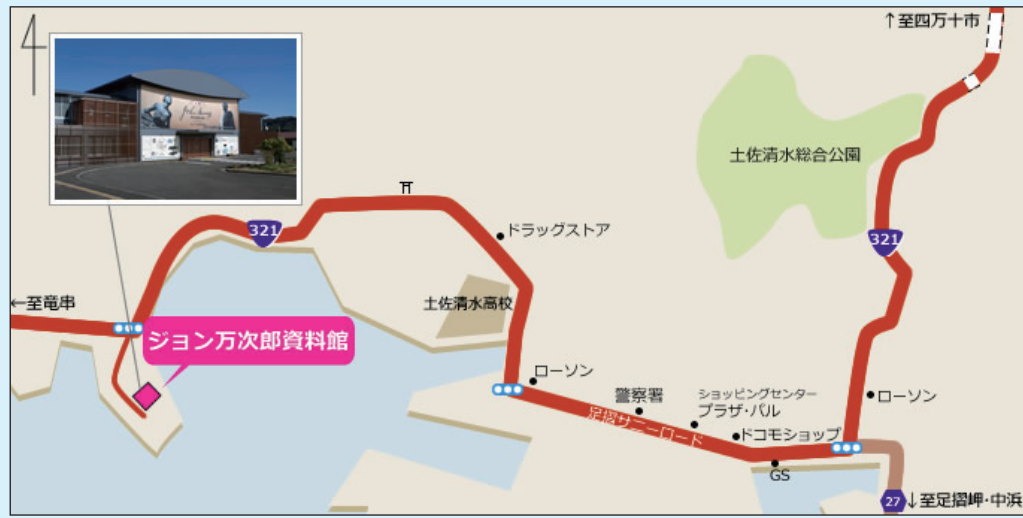 ↑至四万十市
土佐清水総合公園
321
ドラッグストア
321
←至竜串
土佐清水高校
ジョン万次郎資料館
ローソン
警察署
ショッピングセンター
プラザ・パル
ローソン
足摺サニーロード
ドコモショップ
GS
27
↓至足摺岬・中浜